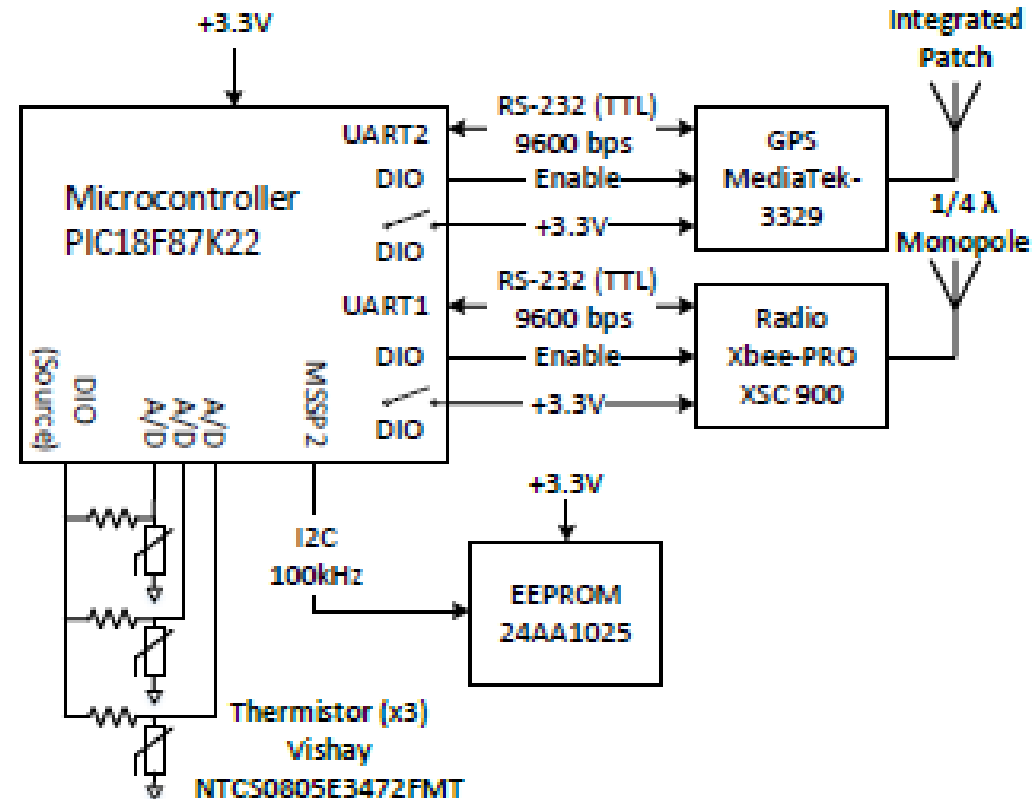 +3.3V
Integrated
Patch
Microcontroller
PIC18F87K22
UART2
RS-232 (TTL)
9600 bps
DIO
Enable
+3.3V
DIO
GPS
MediaTek-
3329
1/4 λ
Monopole
UART1
RS-232 (TTL)
9600 bps
DIO
Enable
+3.3V
DIO
Radio
Xbee-PRO
XSC 900
DIO
(Source)
A/D
A/D
A/D
MSSP 2
I2C
100kHz
+3.3V
EEPROM
24AA1025
Thermistor (x3)
Vishay
NTCS0805E3472FMT